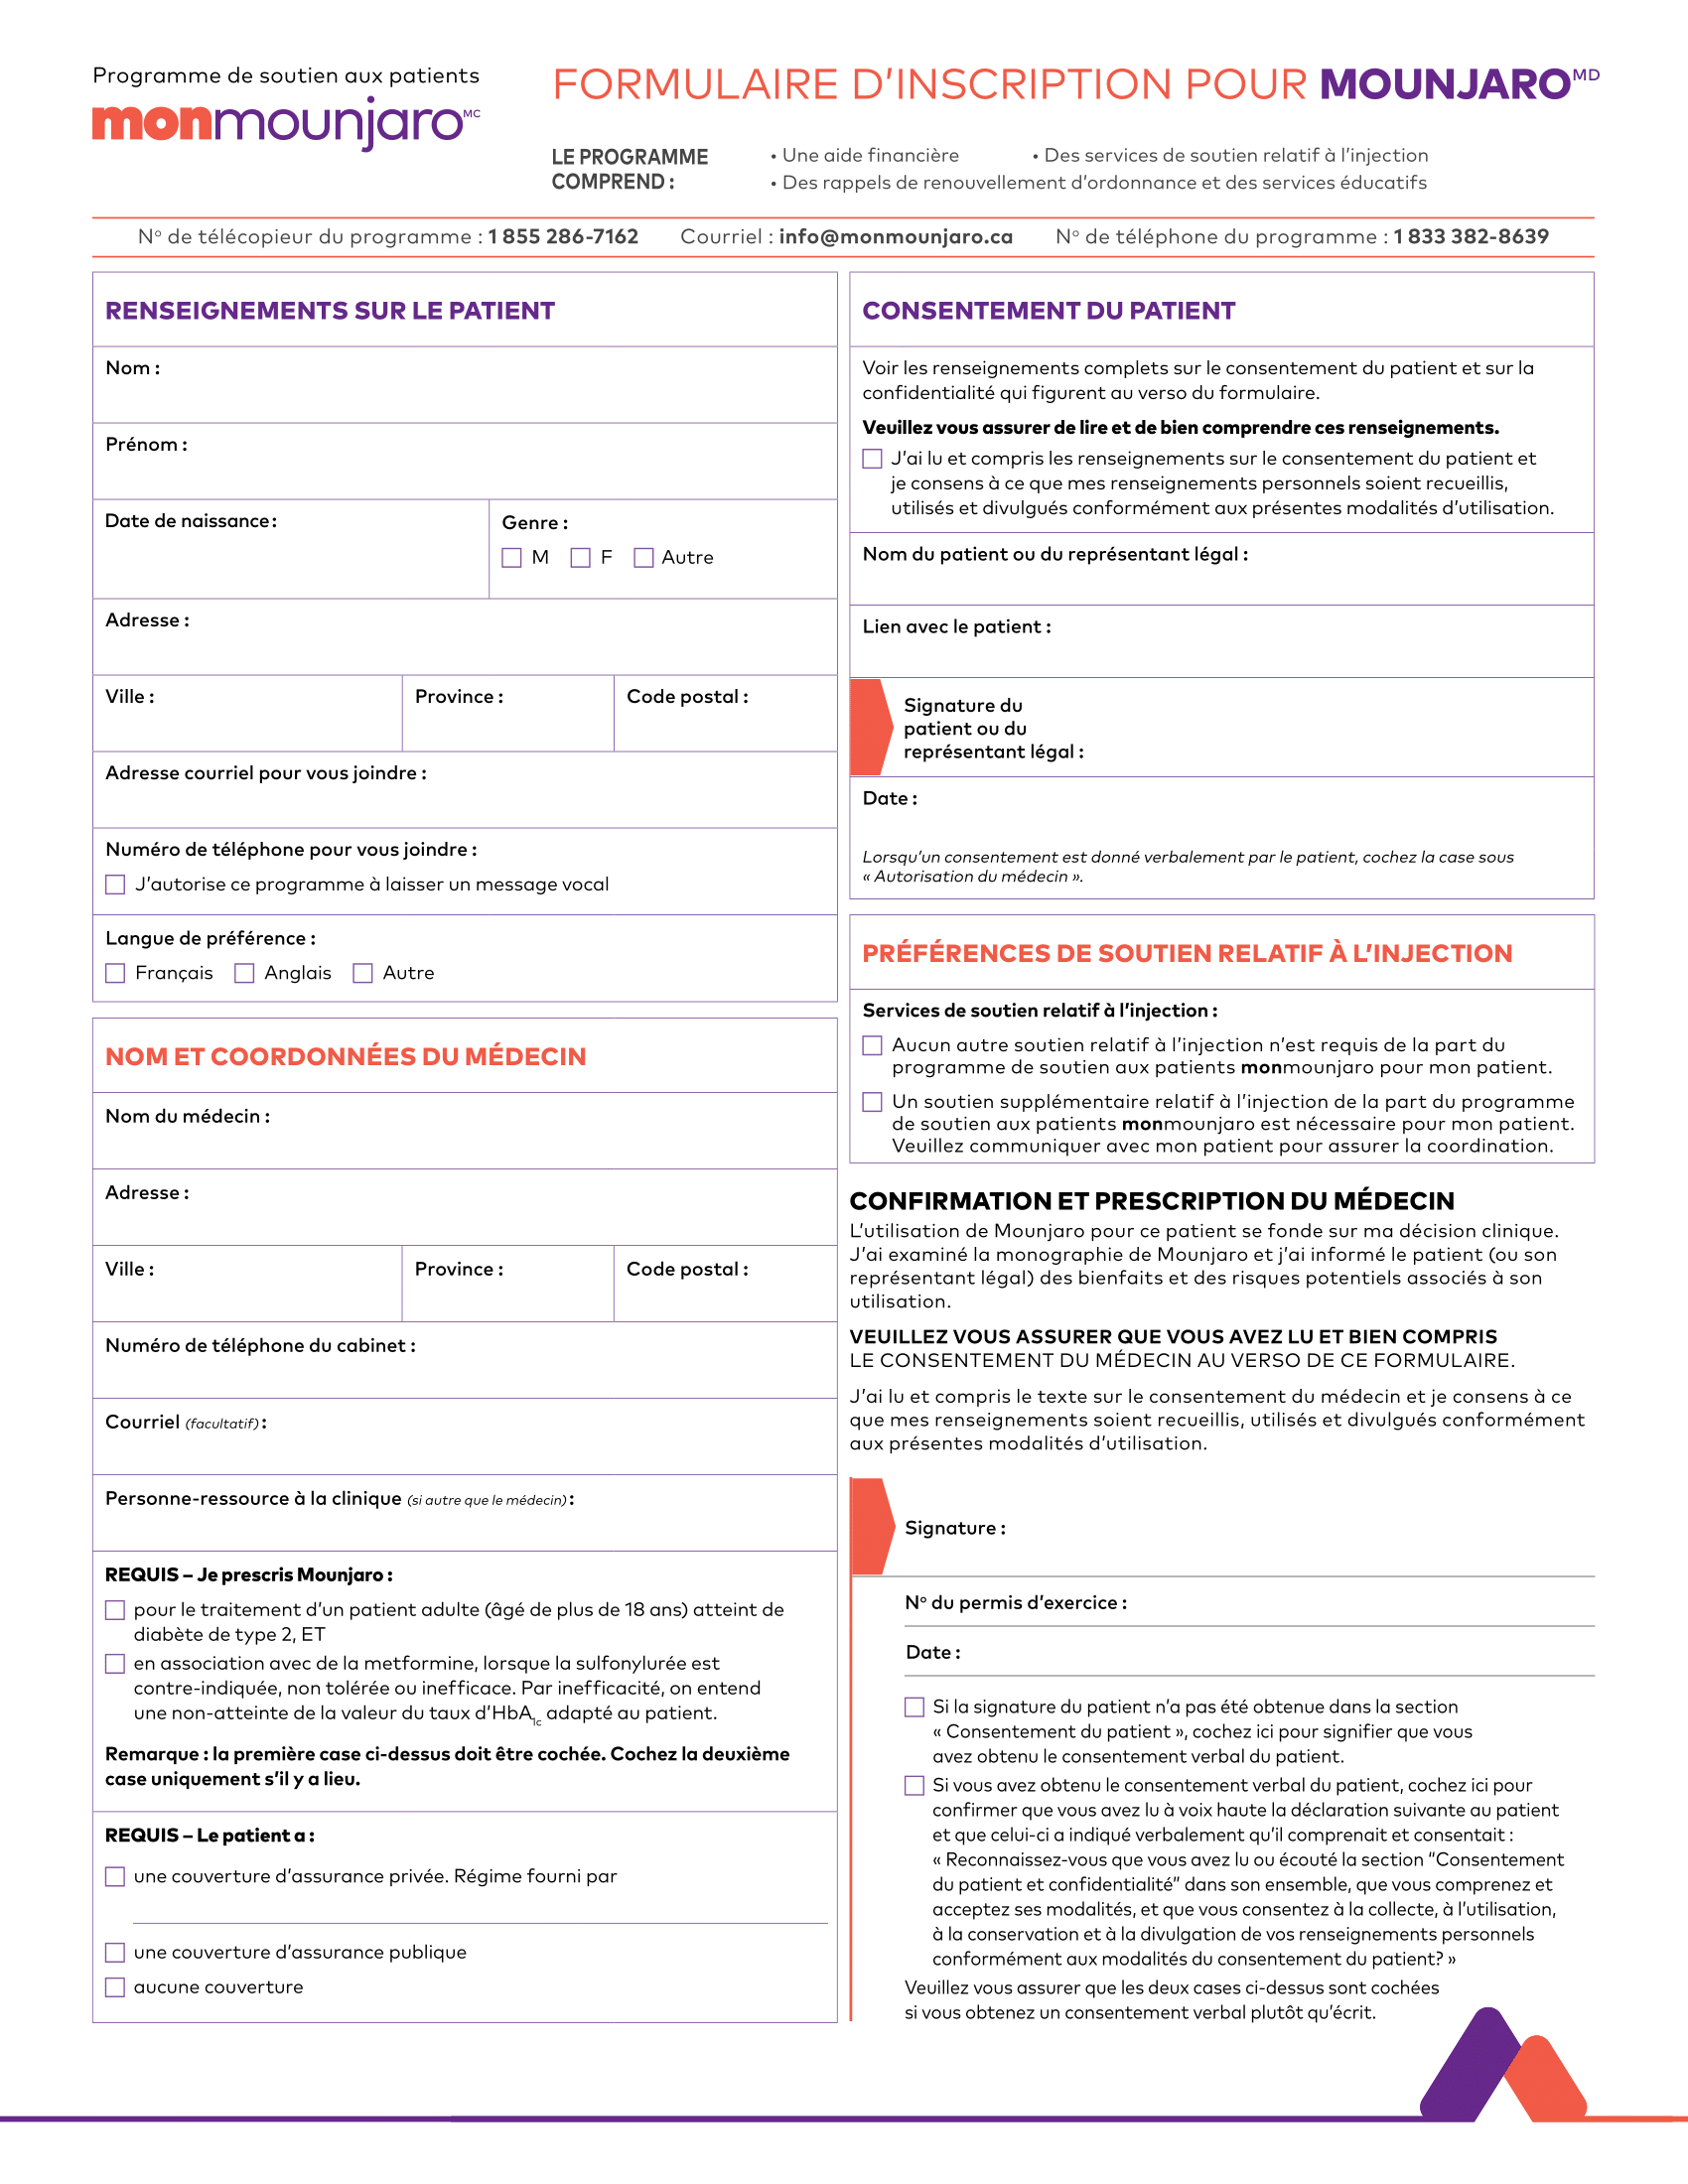 Programme de soutien aux patients
monmounjaroMC
FORMULAIRE D’INSCRIPTION POUR MOUNJAROMD
LE PROGRAMME
COMPREND :
• Une aide financière
• Des services de soutien relatif à l’injection
• Des rappels de renouvellement d’ordonnance et des services éducatifs
No de télécopieur du programme : 1 855 286-7162 Courriel : info@monmounjaro.ca No de téléphone du programme : 1 833 382-8639
RENSEIGNEMENTS SUR LE PATIENT
Nom :
Prénom :
Date de naissance :
Genre :
M F Autre
Adresse :
Ville : Province : Code postal :
Adresse courriel pour vous joindre :
Numéro de téléphone pour vous joindre :
J’autorise ce programme à laisser un message vocal
Langue de préférence :
Français Anglais Autre
NOM ET COORDONNÉES DU MÉDECIN
Nom du médecin :
Adresse :
Ville : Province : Code postal :
Numéro de téléphone du cabinet :
Courriel (facultatif) :
Personne-ressource à la clinique (si autre que le médecin) :
REQUIS – Je prescris Mounjaro :
pour le traitement d’un patient adulte (âgé de plus de 18 ans) atteint de
diabète de type 2, ET
en association avec de la metformine, lorsque la sulfonylurée est
contre-indiquée, non tolérée ou inefficace. Par inefficacité, on entend
une non-atteinte de la valeur du taux d’HbA1c adapté au patient.
Remarque : la première case ci-dessus doit être cochée. Cochez la deuxième
case uniquement s’il y a lieu.
REQUIS – Le patient a :
une couverture d’assurance privée. Régime fourni par
une couverture d’assurance publique
aucune couverture
CONSENTEMENT DU PATIENT
Voir les renseignements complets sur le consentement du patient et sur la
confidentialité qui figurent au verso du formulaire.
Veuillez vous assurer de lire et de bien comprendre ces renseignements.
J’ai lu et compris les renseignements sur le consentement du patient et
je consens à ce que mes renseignements personnels soient recueillis,
utilisés et divulgués conformément aux présentes modalités d’utilisation.
Nom du patient ou du représentant légal :
Lien avec le patient :
Signature du
patient ou du
représentant légal :
Date :
Lorsqu’un consentement est donné verbalement par le patient, cochez la case sous
« Autorisation du médecin ».
PRÉFÉRENCES DE SOUTIEN RELATIF À L’INJECTION
Services de soutien relatif à l’injection :
Aucun autre soutien relatif à l’injection n’est requis de la part du
programme de soutien aux patients monmounjaro pour mon patient.
Un soutien supplémentaire relatif à l’injection de la part du programme
de soutien aux patients monmounjaro est nécessaire pour mon patient.
Veuillez communiquer avec mon patient pour assurer la coordination.
CONFIRMATION ET PRESCRIPTION DU MÉDECIN
L’utilisation de Mounjaro pour ce patient se fonde sur ma décision clinique.
J’ai examiné la monographie de Mounjaro et j’ai informé le patient (ou son
représentant légal) des bienfaits et des risques potentiels associés à son
utilisation.
VEUILLEZ VOUS ASSURER QUE VOUS AVEZ LU ET BIEN COMPRIS
LE CONSENTEMENT DU MÉDECIN AU VERSO DE CE FORMULAIRE.
J’ai lu et compris le texte sur le consentement du médecin et je consens à ce
que mes renseignements soient recueillis, utilisés et divulgués conformément
aux présentes modalités d’utilisation.
Signature :
No du permis d’exercice :
Date :
Si la signature du patient n’a pas été obtenue dans la section
« Consentement du patient », cochez ici pour signifier que vous
avez obtenu le consentement verbal du patient.
Si vous avez obtenu le consentement verbal du patient, cochez ici pour
confirmer que vous avez lu à voix haute la déclaration suivante au patient
et que celui-ci a indiqué verbalement qu’il comprenait et consentait :
« Reconnaissez-vous que vous avez lu ou écouté la section “Consentement
du patient et confidentialité” dans son ensemble, que vous comprenez et
acceptez ses modalités, et que vous consentez à la collecte, à l’utilisation,
à la conservation et à la divulgation de vos renseignements personnels
conformément aux modalités du consentement du patient? »
Veuillez vous assurer que les deux cases ci-dessus sont cochées
si vous obtenez un consentement verbal plutôt qu’écrit.